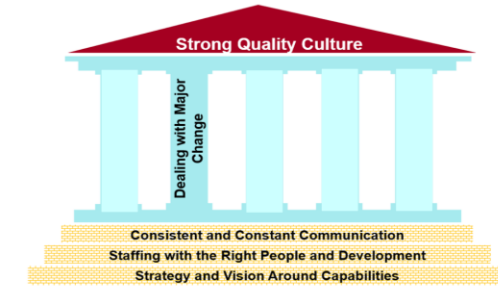 Strong Quality Culture
Dealing with Major
Change
Consistent and Constant Communication
Staffing with the Right People and Development
Strategy and Vision Around Capabilities